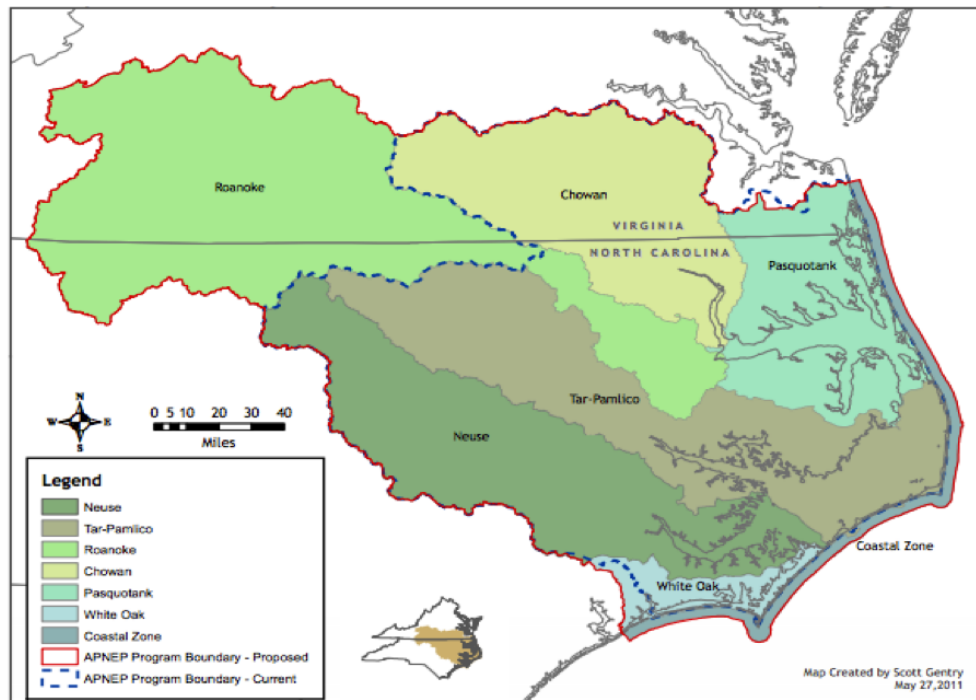 Roanoke
Chowan
VIRGINIA
NORTH CAROLINA
Pasquotank
Tar-Pamlico
Neuse
White Oak
Coastal Zone
N
W E
S
0 5 10 20 30 40
Miles
Legend
Neuse
Tar-Pamlico
Roanoke
Chowan
Pasquotank
White Oak
Coastal Zone
APNEP Program Boundary - Proposed
APNEP Program Boundary - Current
Map Created by Scott Gentry
May 27,2011